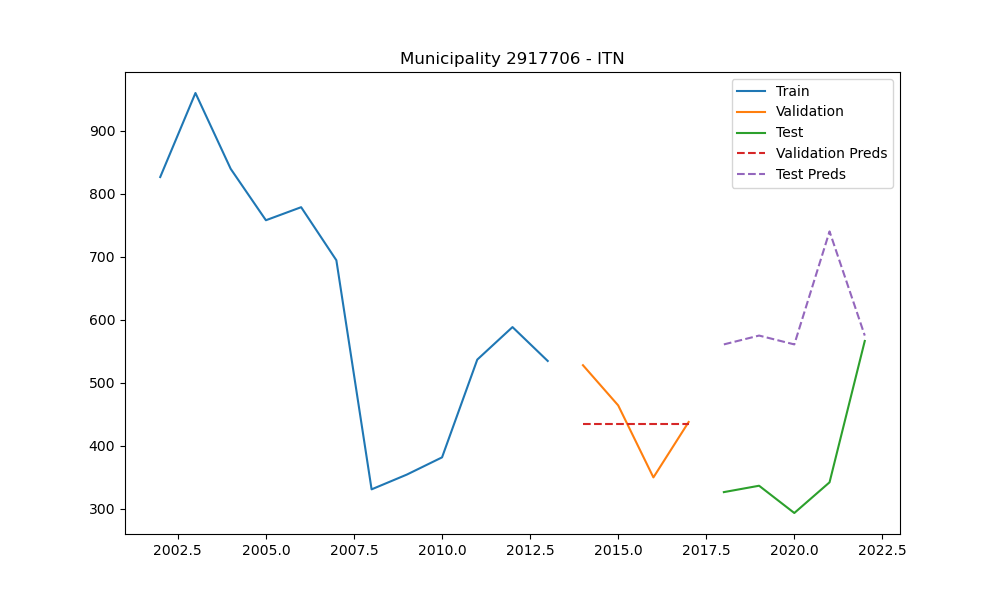 Municipality 2917706 - ITN
Train
Validation
Test
Validation Preds
Test Preds
900
800
700
600
500
400
300
2002.5 2005.0 2007.5 2010.0 2012.5 2015.0 2017.5 2020.0 2022.5